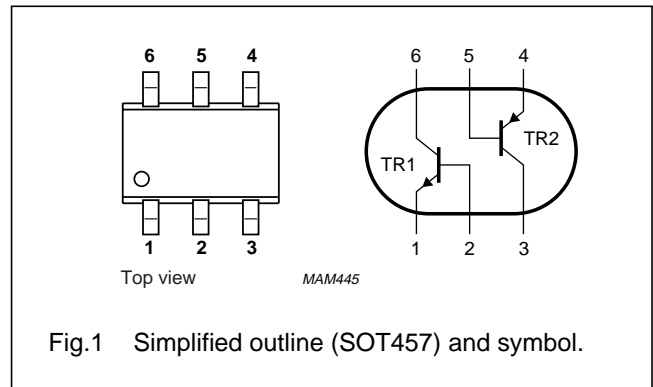 6 5 4
1 2 3
Top view
6 5 4
TR1 TR2
1 2 3
MAM445
Fig.1 Simplified outline (SOT457) and symbol.